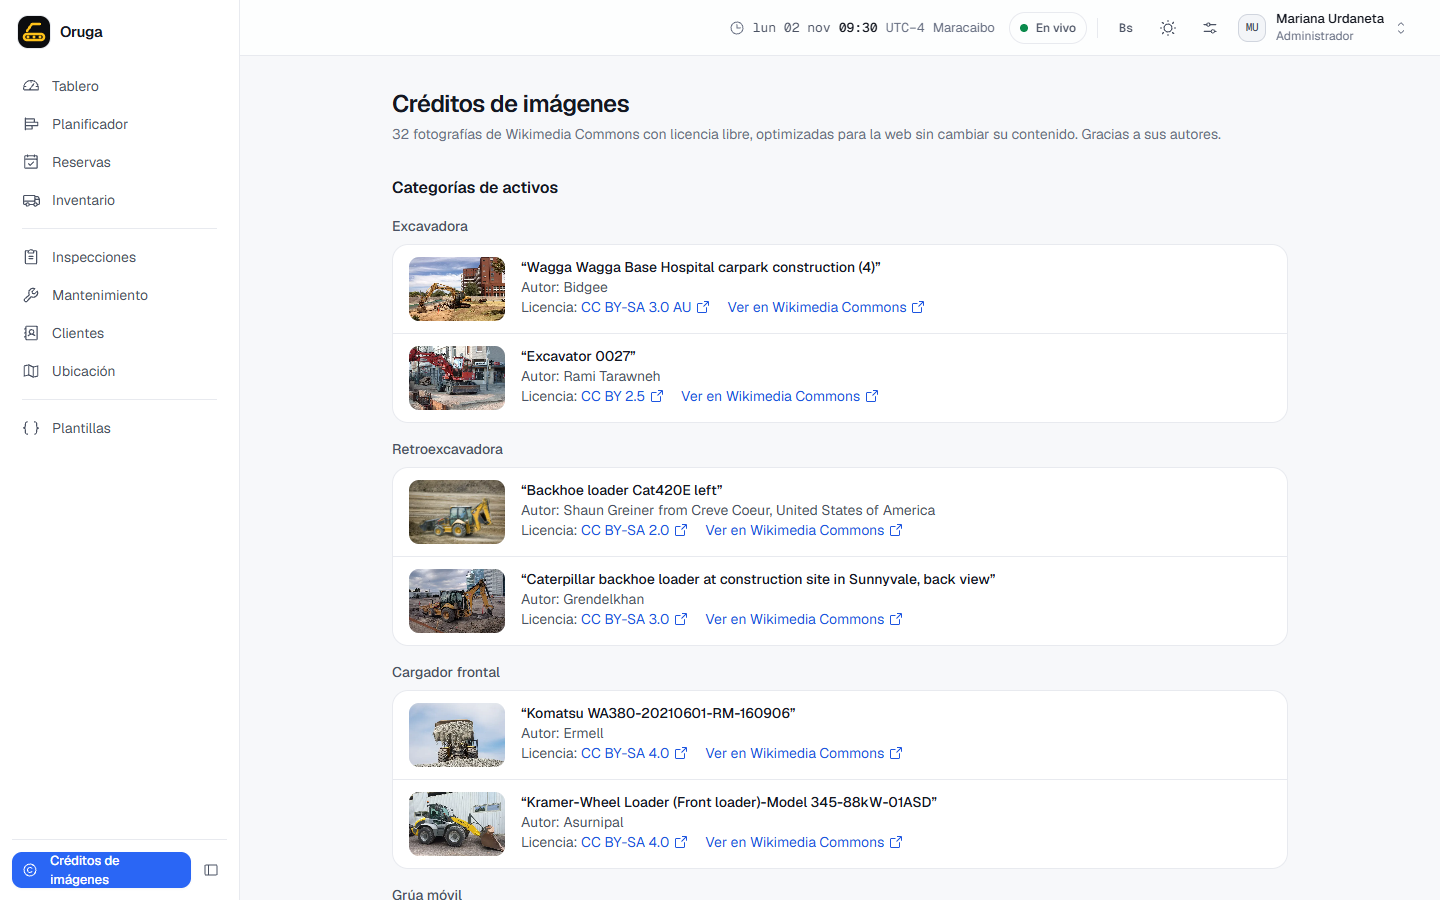 Oruga
lun 02 nov 09:30 UTC-4 Maracaibo
En vivo
Bs
MU
Mariana Urdaneta
Administrador
Tablero
Planificador
Reservas
Inventario
Inspecciones
Mantenimiento
Clientes
Ubicación
Plantillas
Créditos de
imágenes
Créditos de imágenes
32 fotografías de Wikimedia Commons con licencia libre, optimizadas para la web sin cambiar su contenido. Gracias a sus autores.
Categorías de activos
Excavadora
“Wagga Wagga Base Hospital carpark construction (4)”
Autor: Bidgee
Licencia: CC BY-SA 3.0 AU Ver en Wikimedia Commons
“Excavator 0027”
Autor: Rami Tarawneh
Licencia: CC BY 2.5 Ver en Wikimedia Commons
Retroexcavadora
“Backhoe loader Cat420E left”
Autor: Shaun Greiner from Creve Coeur, United States of America
Licencia: CC BY-SA 2.0 Ver en Wikimedia Commons
“Caterpillar backhoe loader at construction site in Sunnyvale, back view”
Autor: Grendelkhan
Licencia: CC BY-SA 3.0 Ver en Wikimedia Commons
Cargador frontal
“Komatsu WA380-20210601-RM-160906”
Autor: Ermell
Licencia: CC BY-SA 4.0 Ver en Wikimedia Commons
“Kramer-Wheel Loader (Front loader)-Model 345-88kW-01ASD”
Autor: Asurnipal
Licencia: CC BY-SA 4.0 Ver en Wikimedia Commons
Grúa móvil